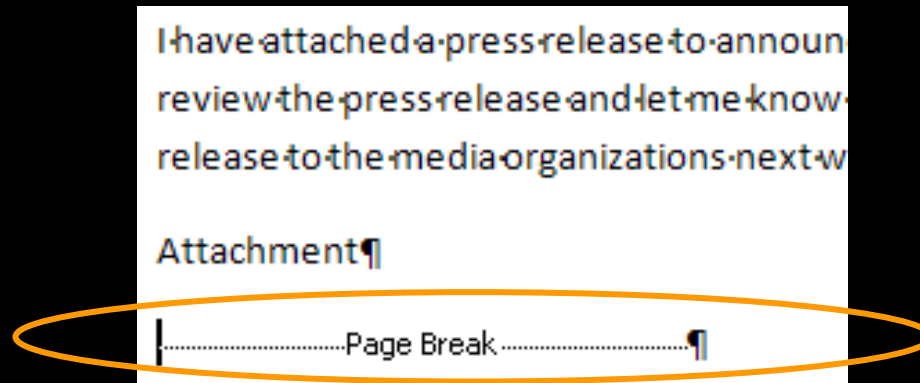 I have attached a press release to announ
review the press release and let me know
release to the media organizations next w
Attachment¶
Page Break¶